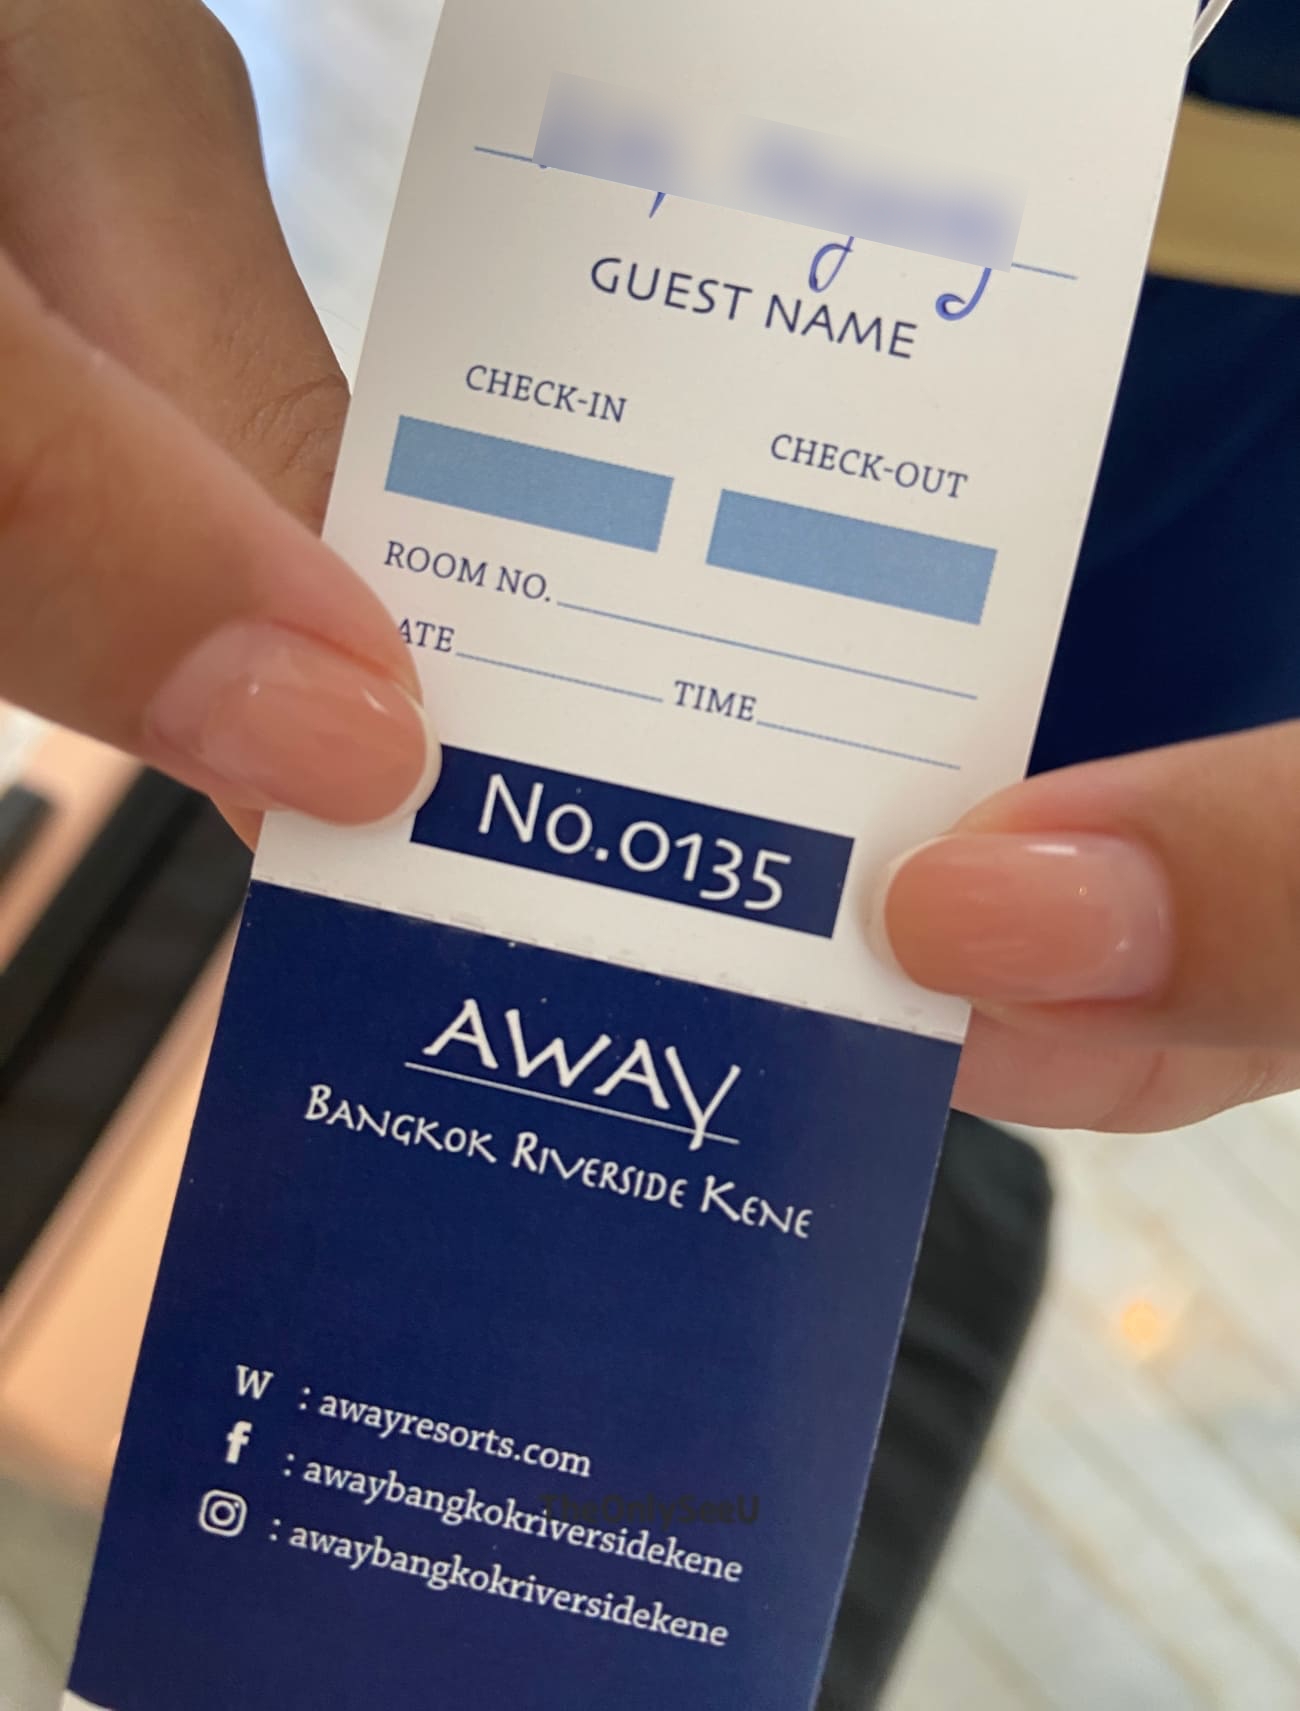 GUEST NAME
CHECK-IN CHECK-OUT
ROOM NO.
ATE TIME
No.0135
AWAY
BANGKOK RIVERSIDE KENE
W : awayresorts.com
f : awaybangkokriversidekene
: awaybangkokriversidekene
TheOnlySeeU